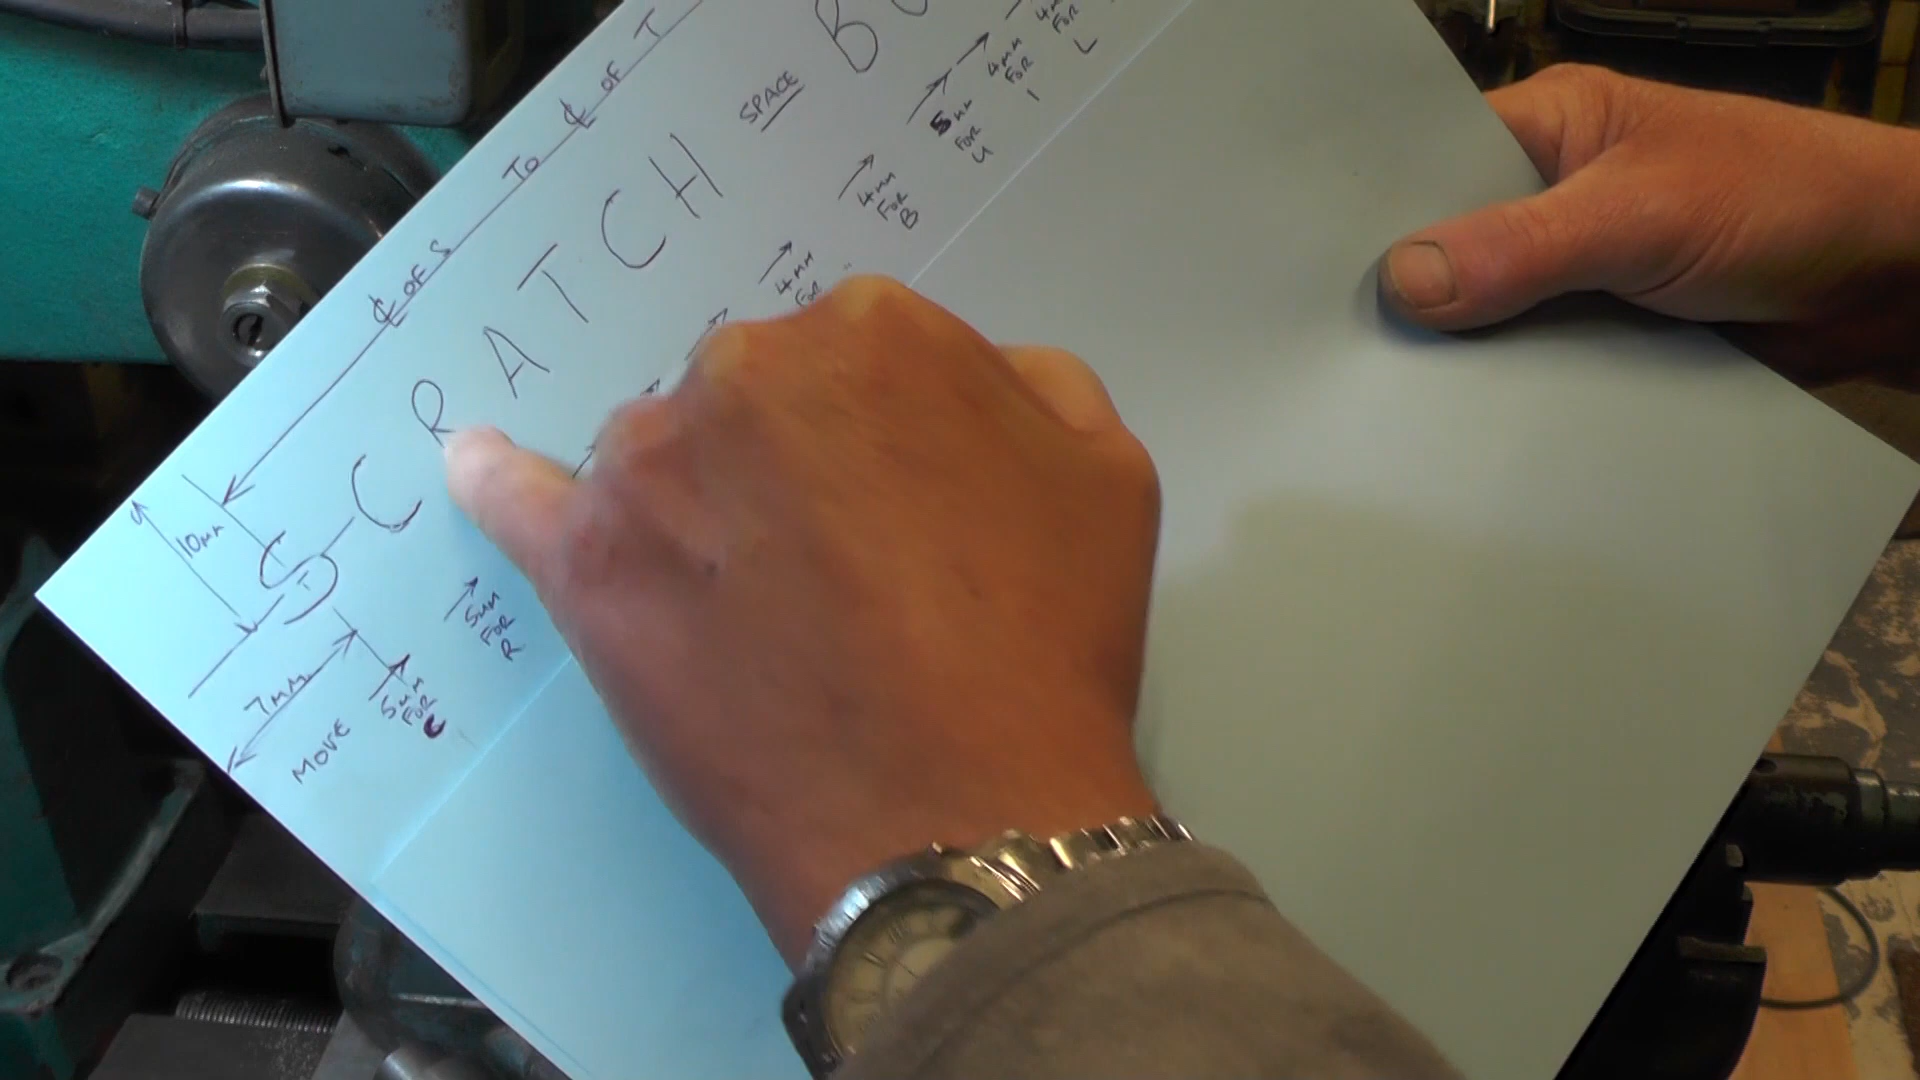 ℄ OF S TO ℄ OF T
SCRATCH SPACE B
10MM
7MM
MOVE
5MM FOR C
5MM FOR R
4MM FOR
4MM FOR B
5MM FOR U
4MM FOR I
FOR L